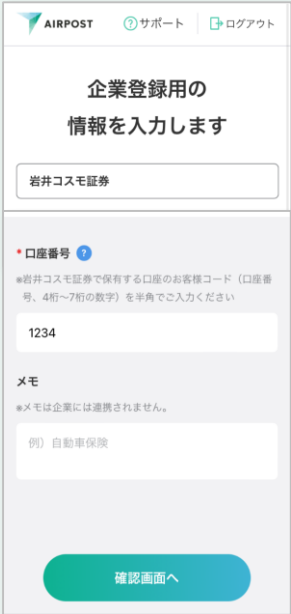 AIRPOST
?サポート
ログアウト
企業登録用の
情報を入力します
岩井コスモ証券
*口座番号 ?
※岩井コスモ証券で保有する口座のお客様コード（口座番
号、4桁～7桁の数字）を半角でご入力ください
1234
メモ
※メモは企業には連携されません。
例）自動車保険
確認画面へ